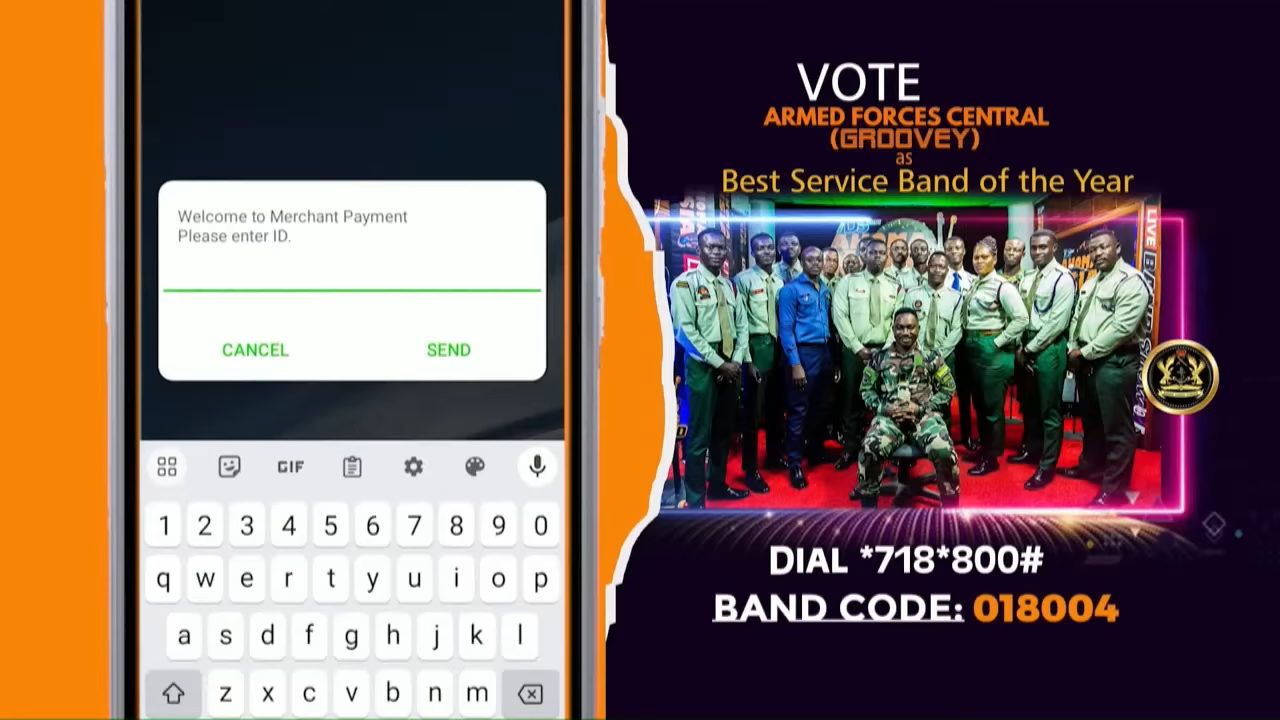 Welcome to Merchant Payment
Please enter ID.
CANCEL
SEND
GIF
1 2 3 4 5 6 7 8 9 0
q w e r t y u i o p
a s d f g h j k l
z x c v b n m
VOTE
ARMED FORCES CENTRAL
(GROOVEY)
as
Best Service Band of the Year
LIVE
DIAL *718*800#
BAND CODE: 018004